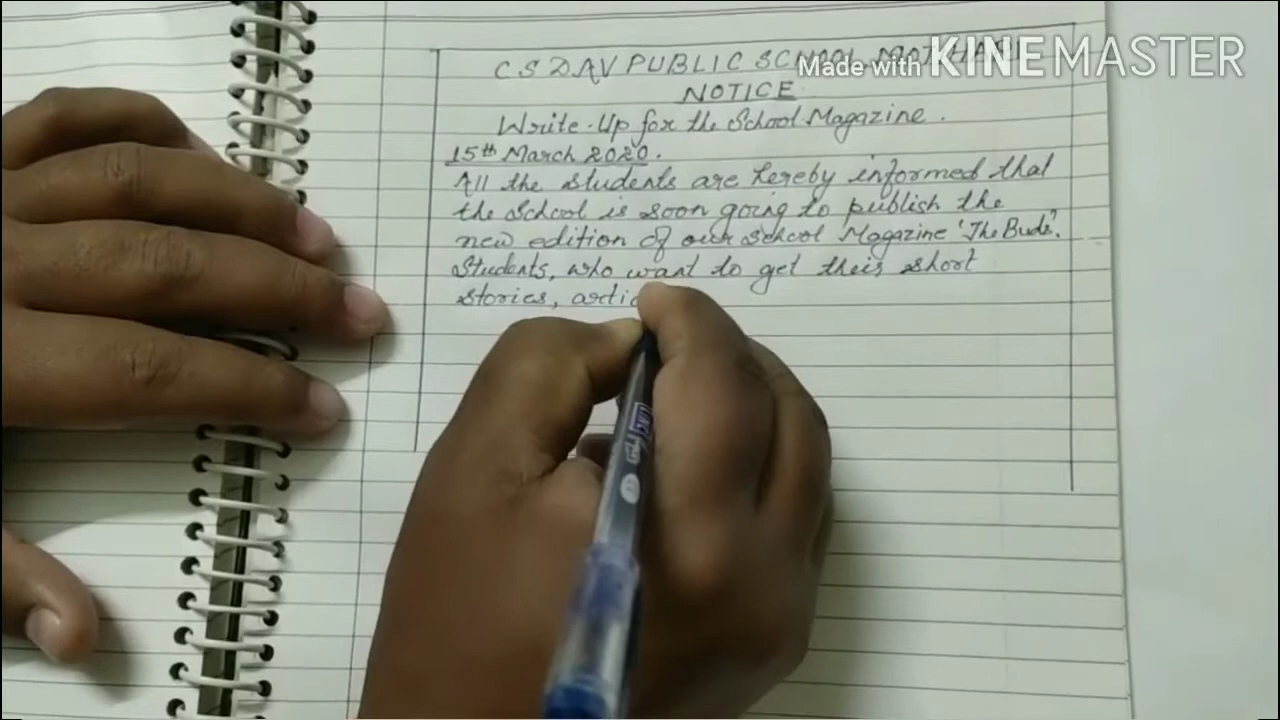 CS DAV PUBLIC SCHOOL
Made with KINEMASTER
NOTICE
Write-Up for the School Magazine.
15th March 2020.
All the students are hereby informed that
the School is soon going to publish the
new edition of our School Magazine 'The Buds'.
Students, who want to get their short
stories, artic